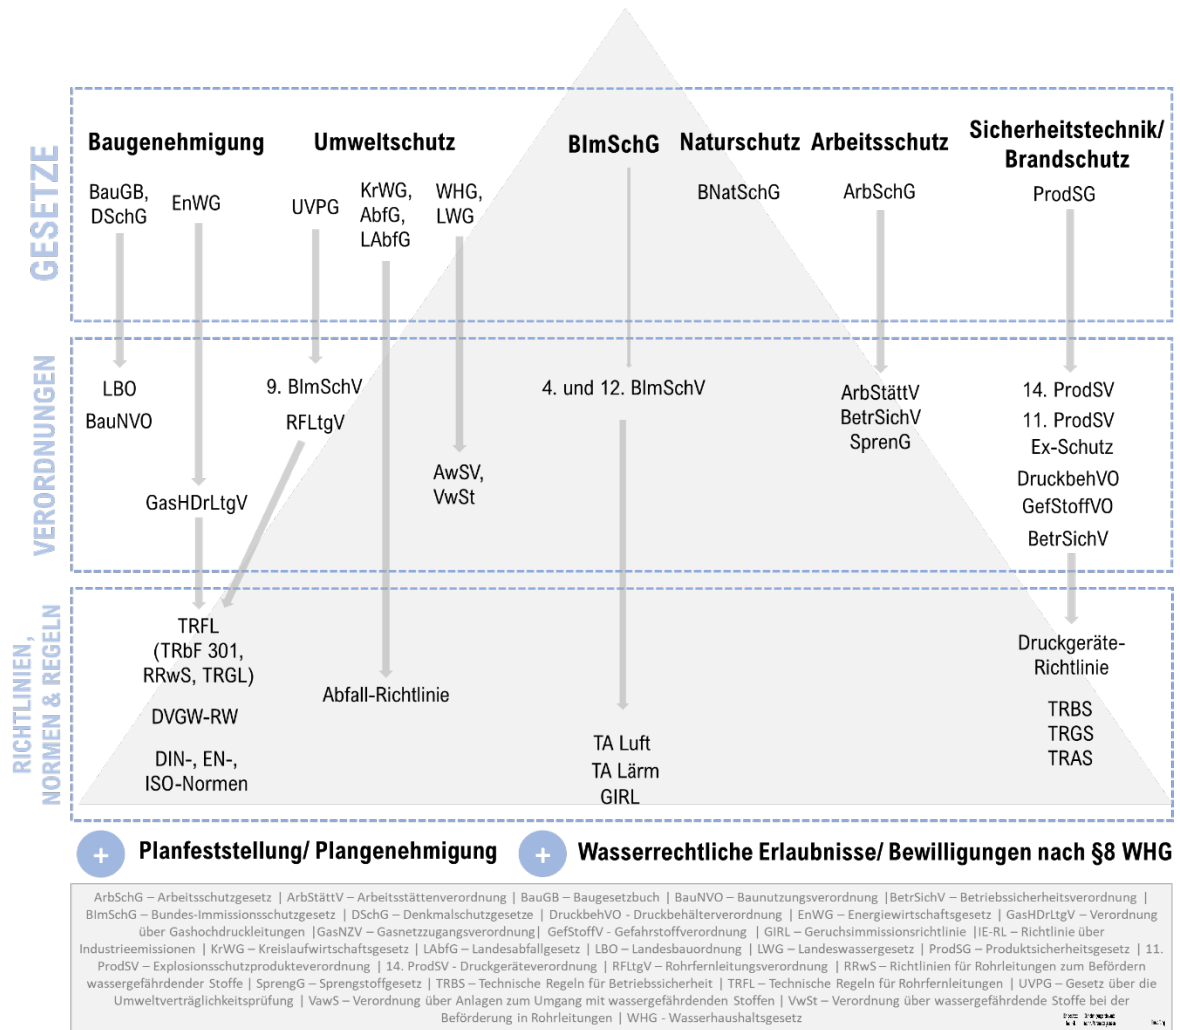 GESETZE
Baugenehmigung
Umweltschutz
BImSchG
Naturschutz
Arbeitsschutz
Sicherheitstechnik/
Brandschutz
BauGB,
DSchG
EnWG
UVPG
KrWG,
AbfG,
LAbfG
WHG,
LWG
BNatSchG
ArbSchG
ProdSG
VERORDNUNGEN
LBO
BauNVO
GasHDrLtgV
9. BImSchV
RFLtgV
AwSV,
VwSt
4. und 12. BImSchV
ArbStättV
BetrSichV
SprenG
14. ProdSV
11. ProdSV
Ex-Schutz
DruckbehVO
GefStoffVO
BetrSichV
RICHTLINIEN,
NORMEN & REGELN
TRFL
(TRbF 301,
RRwS, TRGL)
DVGW-RW
DIN-, EN-,
ISO-Normen
Abfall-Richtlinie
TA Luft
TA Lärm
GIRL
Druckgeräte-
Richtlinie
TRBS
TRGS
TRAS
+ Planfeststellung/ Plangenehmigung
+ Wasserrechtliche Erlaubnisse/ Bewilligungen nach §8 WHG
ArbSchG – Arbeitsschutzgesetz | ArbStättV – Arbeitsstättenverordnung | BauGB – Baugesetzbuch | BauNVO – Baunutzungsverordnung |BetrSichV – Betriebssicherheitsverordnung |
BImSchG – Bundes-Immissionsschutzgesetz | DSchG – Denkmalschutzgesetze | DruckbehVO - Druckbehälterverordnung | EnWG – Energiewirtschaftsgesetz | GasHDrLtgV – Verordnung
über Gashochdruckleitungen |GasNZV – Gasnetzzugangsverordnung| GefStoffV - Gefahrstoffverordnung | GIRL – Geruchsimmissionsrichtlinie |IE-RL – Richtlinie über
Industrieemissionen | KrWG – Kreislaufwirtschaftsgesetz | LAbfG – Landesabfallgesetz | LBO – Landesbauordnung | LWG – Landeswassergesetz | ProdSG – Produktsicherheitsgesetz | 11.
ProdSV – Explosionsschutzprodukteverordnung | 14. ProdSV - Druckgeräteverordnung | RFLtgV – Rohrfernleitungsverordnung | RRwS – Richtlinien für Rohrleitungen zum Befördern
wassergefährdender Stoffe | SprengG – Sprengstoffgesetz | TRBS – Technische Regeln für Betriebssicherheit | TRFL – Technische Regeln für Rohrfernleitungen | UVPG – Gesetz über die
Umweltverträglichkeitsprüfung | VawS – Verordnung über Anlagen zum Umgang mit wassergefährdenden Stoffen | VwSt – Verordnung über wassergefährdende Stoffe bei der
Beförderung in Rohrleitungen | WHG - Wasserhaushaltsgesetz